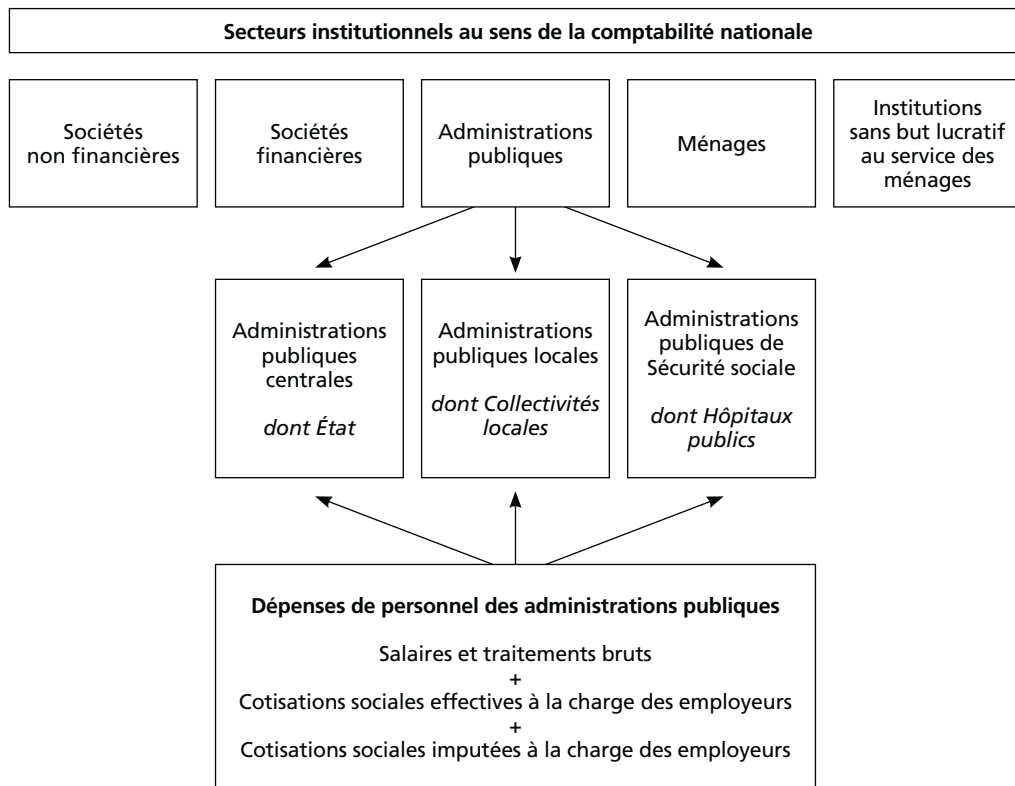 Secteurs institutionnels au sens de la comptabilité nationale
Sociétés
non financières
Sociétés
financières
Administrations
publiques
Ménages
Institutions
sans but lucratif
au service des
ménages
Administrations
publiques
centrales
dont État
Administrations
publiques locales
dont Collectivités
locales
Administrations
publiques de
Sécurité sociale
dont Hôpitaux
publics
Dépenses de personnel des administrations publiques
Salaires et traitements bruts
+
Cotisations sociales effectives à la charge des employeurs
+
Cotisations sociales imputées à la charge des employeurs